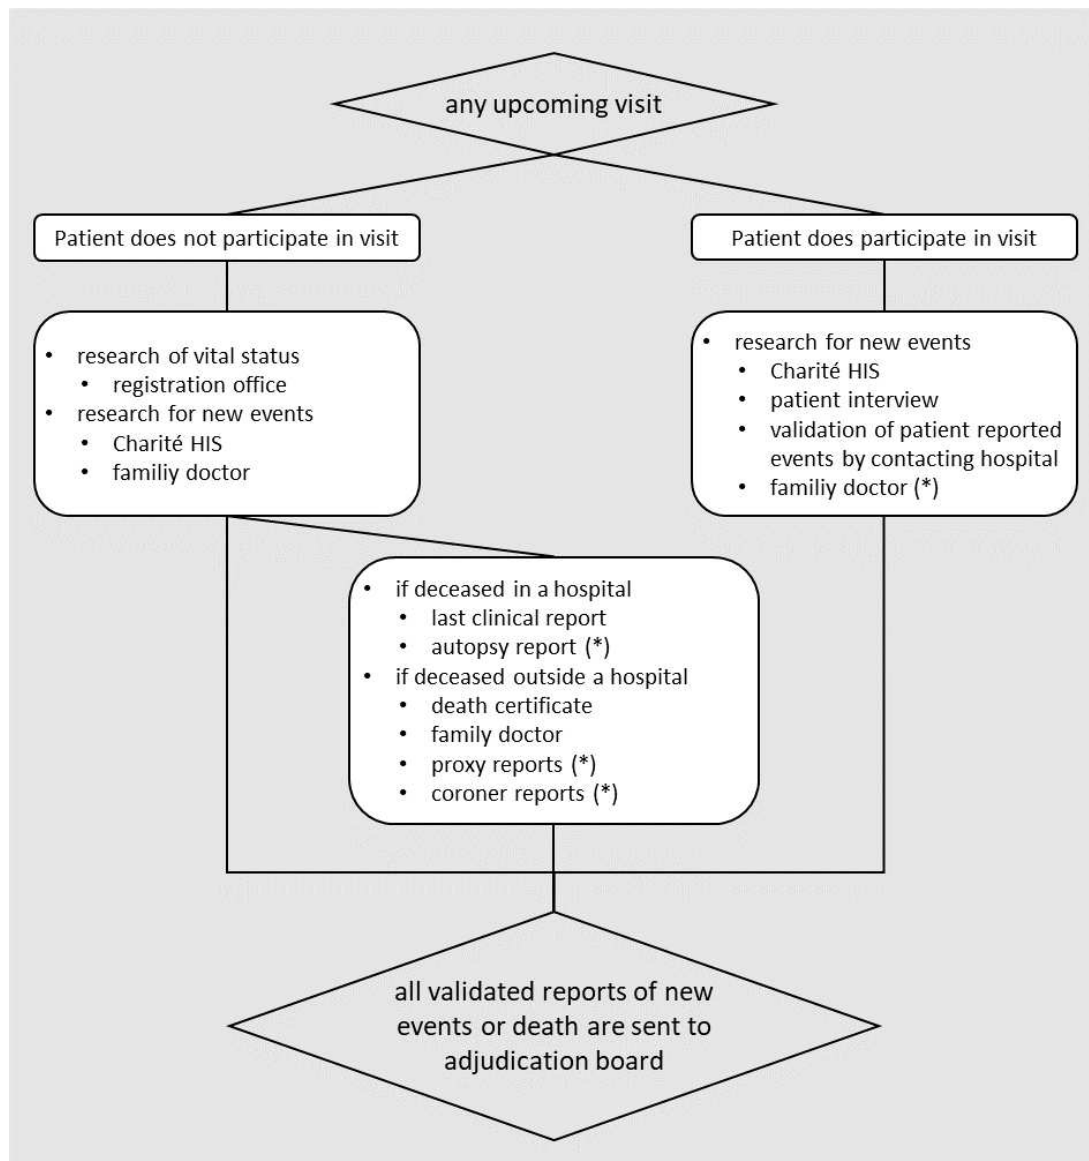 any upcoming visit
Patient does not participate in visit
Patient does participate in visit
• research of vital status
• registration office
• research for new events
• Charité HIS
• familiy doctor
• research for new events
• Charité HIS
• patient interview
• validation of patient reported
events by contacting hospital
• familiy doctor (*)
• if deceased in a hospital
• last clinical report
• autopsy report (*)
• if deceased outside a hospital
• death certificate
• family doctor
• proxy reports (*)
• coroner reports (*)
all validated reports of new
events or death are sent to
adjudication board